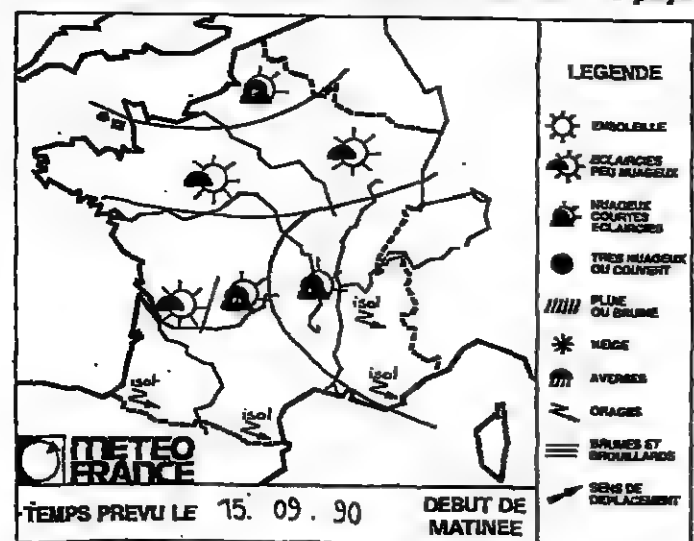 isol
isol
isol
isol
METEO
FRANCE
TEMPS PREVU LE 15. 09. 90
DEBUT DE
MATINEE
LEGENDE
ENSOLEILLE
ECLAIRCIES
PEU NUAGEUX
NUAGEUX
COURTES
ECLAIRCIES
TRES NUAGEUX
OU COUVERT
PLUIE
OU BRUINE
NEIGE
AVERSES
ORAGES
BRUMES ET
BROUILLARDS
SENS DE
DEPLACEMENT